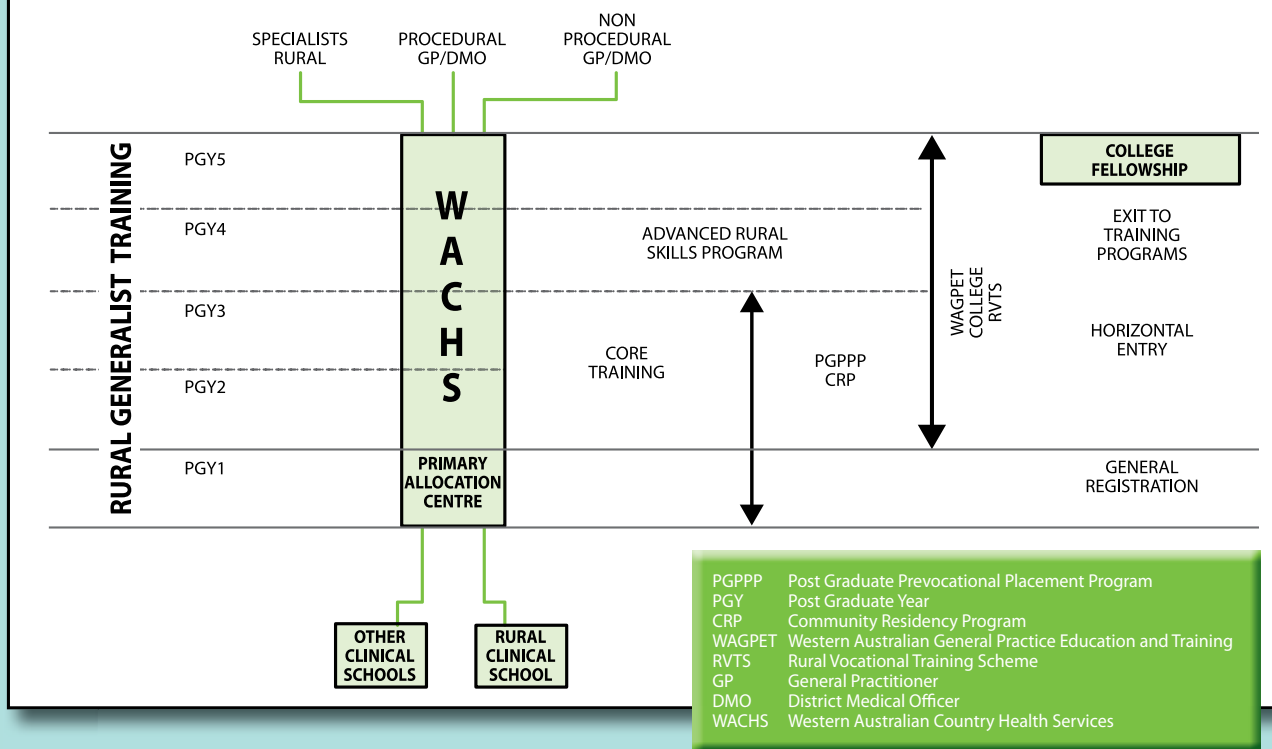 SPECIALISTS
RURAL
PROCEDURAL
GP/DMO
NON
PROCEDURAL
GP/DMO
RURAL GENERALIST TRAINING
PGY5
PGY4
PGY3
PGY2
PGY1
W
A
C
H
S
PRIMARY
ALLOCATION
CENTRE
ADVANCED RURAL
SKILLS PROGRAM
CORE
TRAINING
PGPPP
CRP
WAGPET
COLLEGE
RVTS
COLLEGE
FELLOWSHIP
EXIT TO
TRAINING
PROGRAMS
HORIZONTAL
ENTRY
GENERAL
REGISTRATION
OTHER
CLINICAL
SCHOOLS
RURAL
CLINICAL
SCHOOL
PGPPP Post Graduate Prevocational Placement Program
PGY Post Graduate Year
CRP Community Residency Program
WAGPET Western Australian General Practice Education and Training
RVTS Rural Vocational Training Scheme
GP General Practitioner
DMO District Medical Officer
WACHS Western Australian Country Health Services